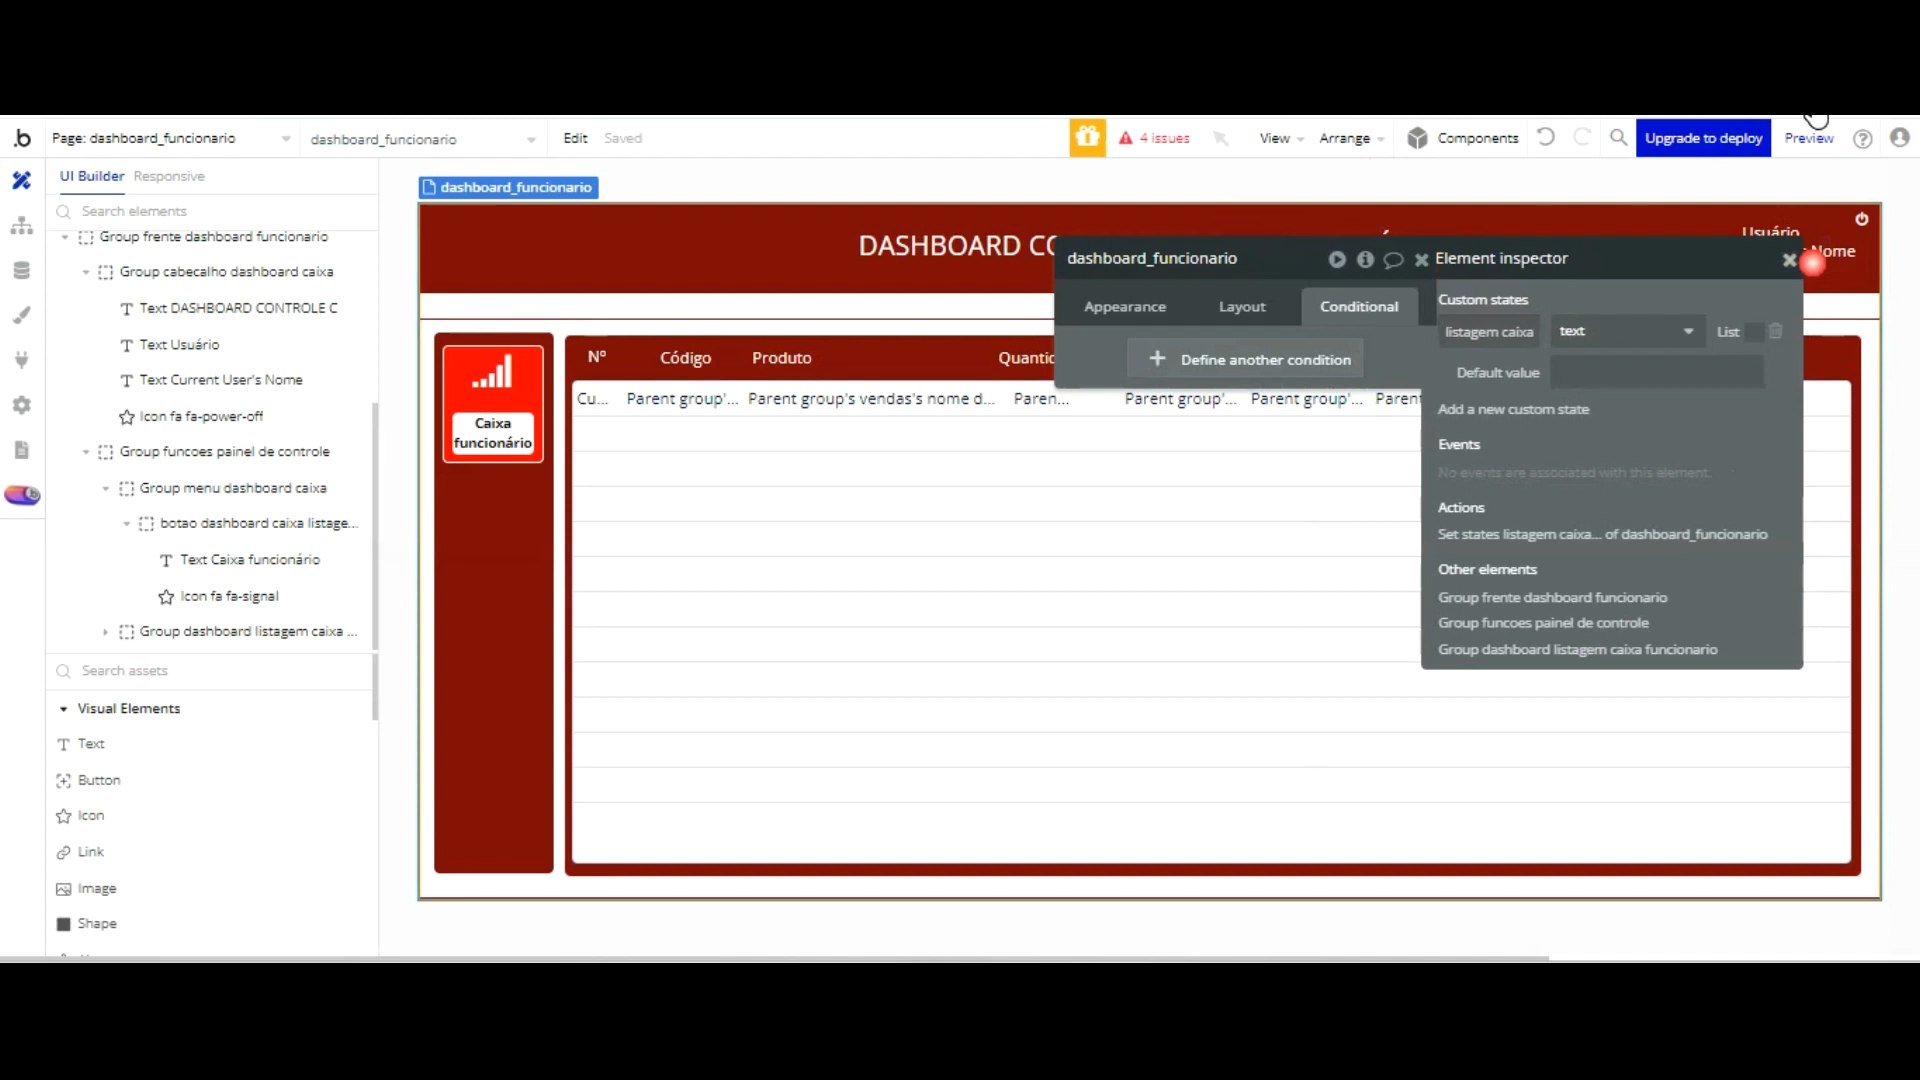 .b Page: dashboard_funcionario dashboard_funcionario Edit Saved 4 issues View Arrange Components Upgrade to deploy Preview
UI Builder Responsive
Search elements
Group frente dashboard funcionario
Group cabecalho dashboard caixa
Text DASHBOARD CONTROLE C
Text Usuário
Text Current User's Nome
Icon fa fa-power-off
Group funcoes painel de controle
Group menu dashboard caixa
botao dashboard caixa listage...
Text Caixa funcionário
Icon fa fa-signal
Group dashboard listagem caixa ...
Search assets
Visual Elements
Text
Button
Icon
Link
Image
Shape
dashboard_funcionario
DASHBOARD CO
Usuário
Nome
Caixa
funcionário
Nº Código Produto Quantid
Cu... Parent group'... Parent group's vendas's nome d... Paren... Parent group'... Parent group'... Parent
dashboard_funcionario
Appearance Layout Conditional
Define another condition
Element inspector
Custom states
listagem caixa text List
Default value
Add a new custom state
Events
No events are associated with this element.
Actions
Set states listagem caixa... of dashboard_funcionario
Other elements
Group frente dashboard funcionario
Group funcoes painel de controle
Group dashboard listagem caixa funcionario